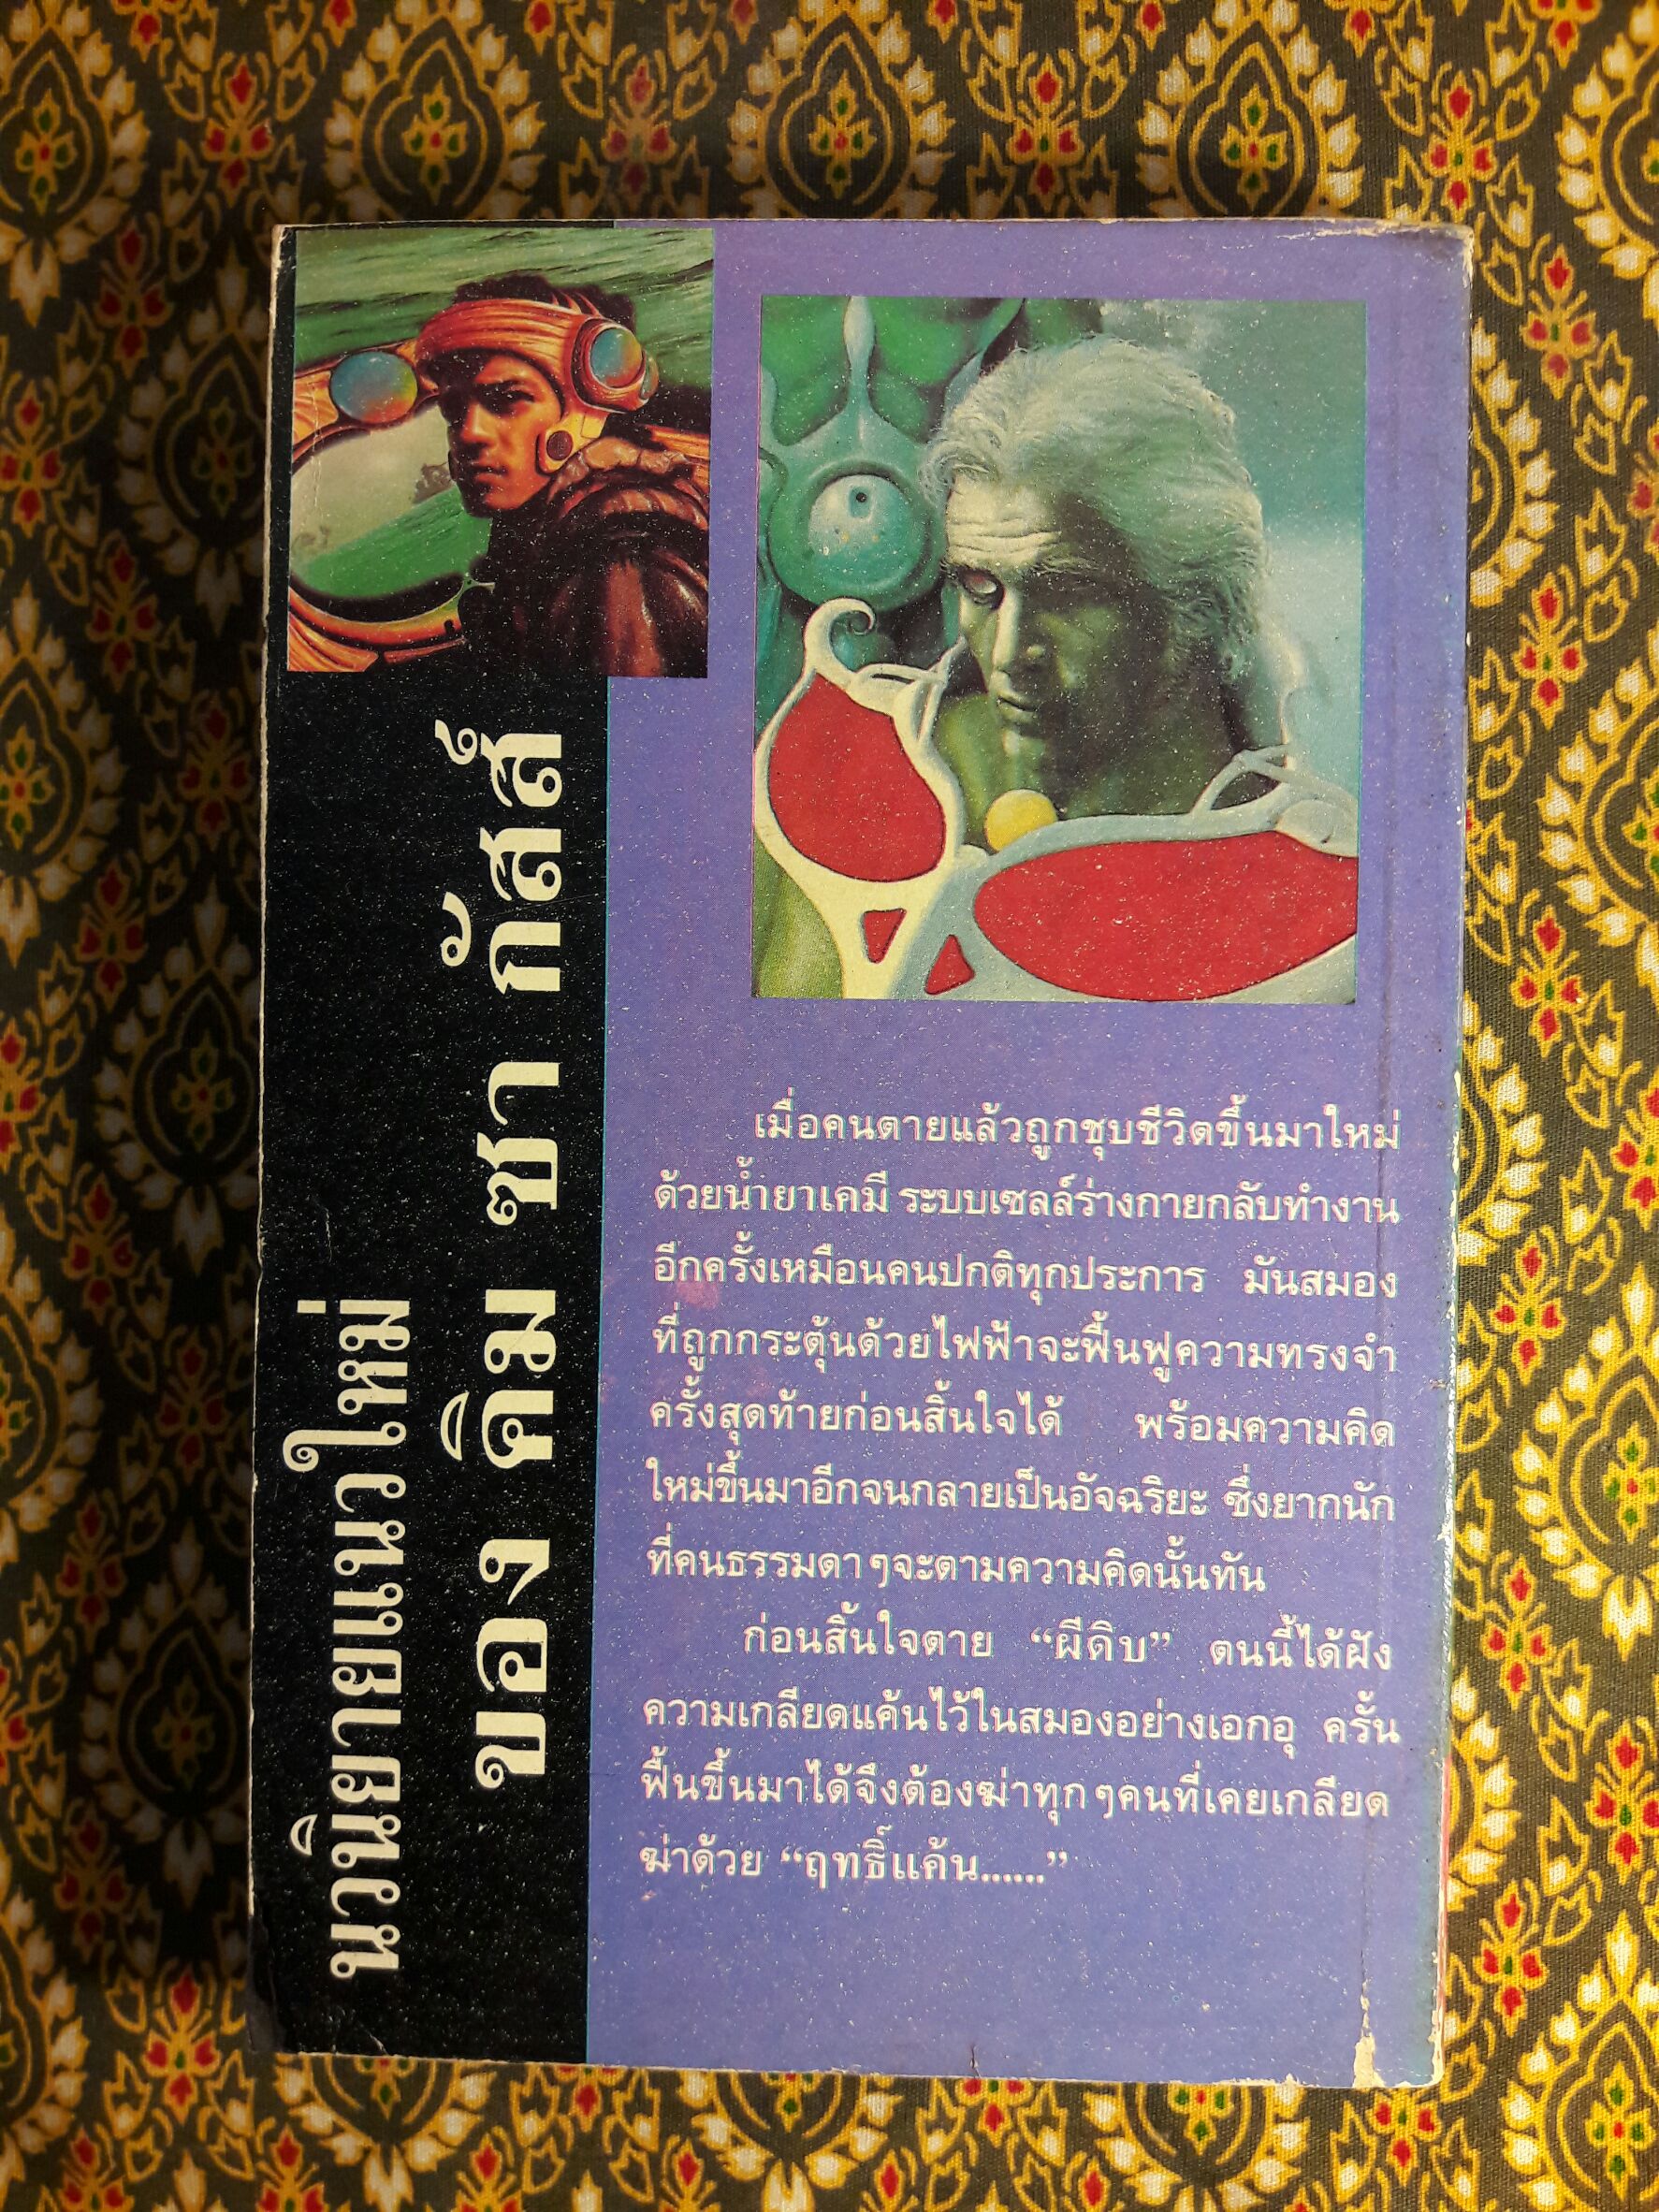 นวนิยายแนวใหม่
ของ คิม ซา กัสส์
เมื่อคนตายแล้วถูกชุบชีวิตขึ้นมาใหม่
ด้วยน้ำยาเคมี ระบบเซลล์ร่างกายกลับทำงาน
อีกครั้งเหมือนคนปกติทุกประการ มันสมอง
ที่ถูกกระตุ้นด้วยไฟฟ้าจะฟื้นฟูความทรงจำ
ครั้งสุดท้ายก่อนสิ้นใจได้ พร้อมความคิด
ใหม่ขึ้นมาอีกจนกลายเป็นอัจฉริยะ ซึ่งยากนัก
ที่คนธรรมดาๆจะตามความคิดนั้นทัน
ก่อนสิ้นใจตาย “ผีดิบ” ตนนี้ได้ฝัง
ความเกลียดแค้นไว้ในสมองอย่างเอกอุ ครั้น
ฟื้นขึ้นมาได้จึงต้องฆ่าทุกๆคนที่เคยเกลียด
ฆ่าด้วย “ฤทธิ์แค้น......”